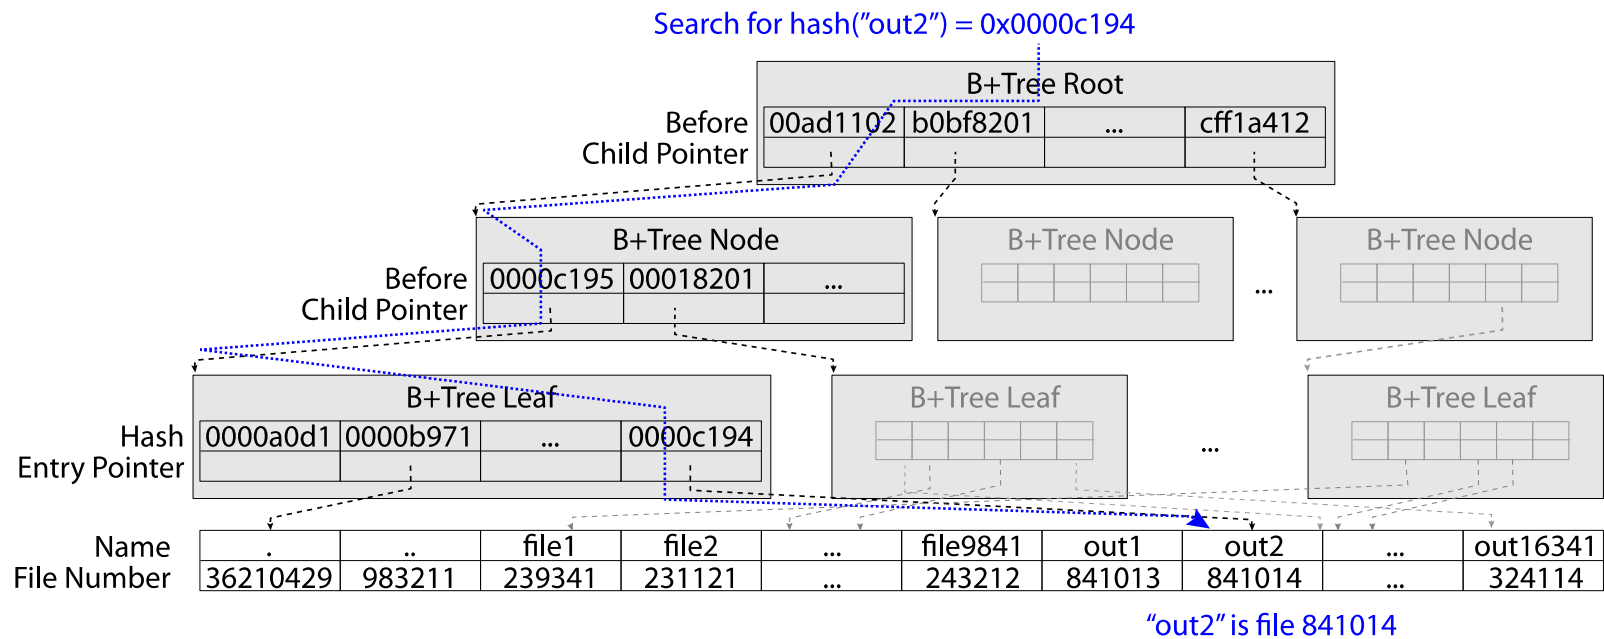 Search for hash(”out2”) = 0x0000c194
B+Tree Root
Before 00ad1102 b0bf8201 ... cff1a412
Child Pointer
B+Tree Node B+Tree Node B+Tree Node
Before 0000c195 00018201 ...
...
Child Pointer
B+Tree Leaf B+Tree Leaf B+Tree Leaf
Hash 0000a0d1 0000b971 ... 0000c194
...
Entry Pointer
Name . .. file1 file2 ... file9841 out1 out2 ... out16341
File Number 36210429 983211 239341 231121 ... 243212 841013 841014 ... 324114
“out2” is file 841014